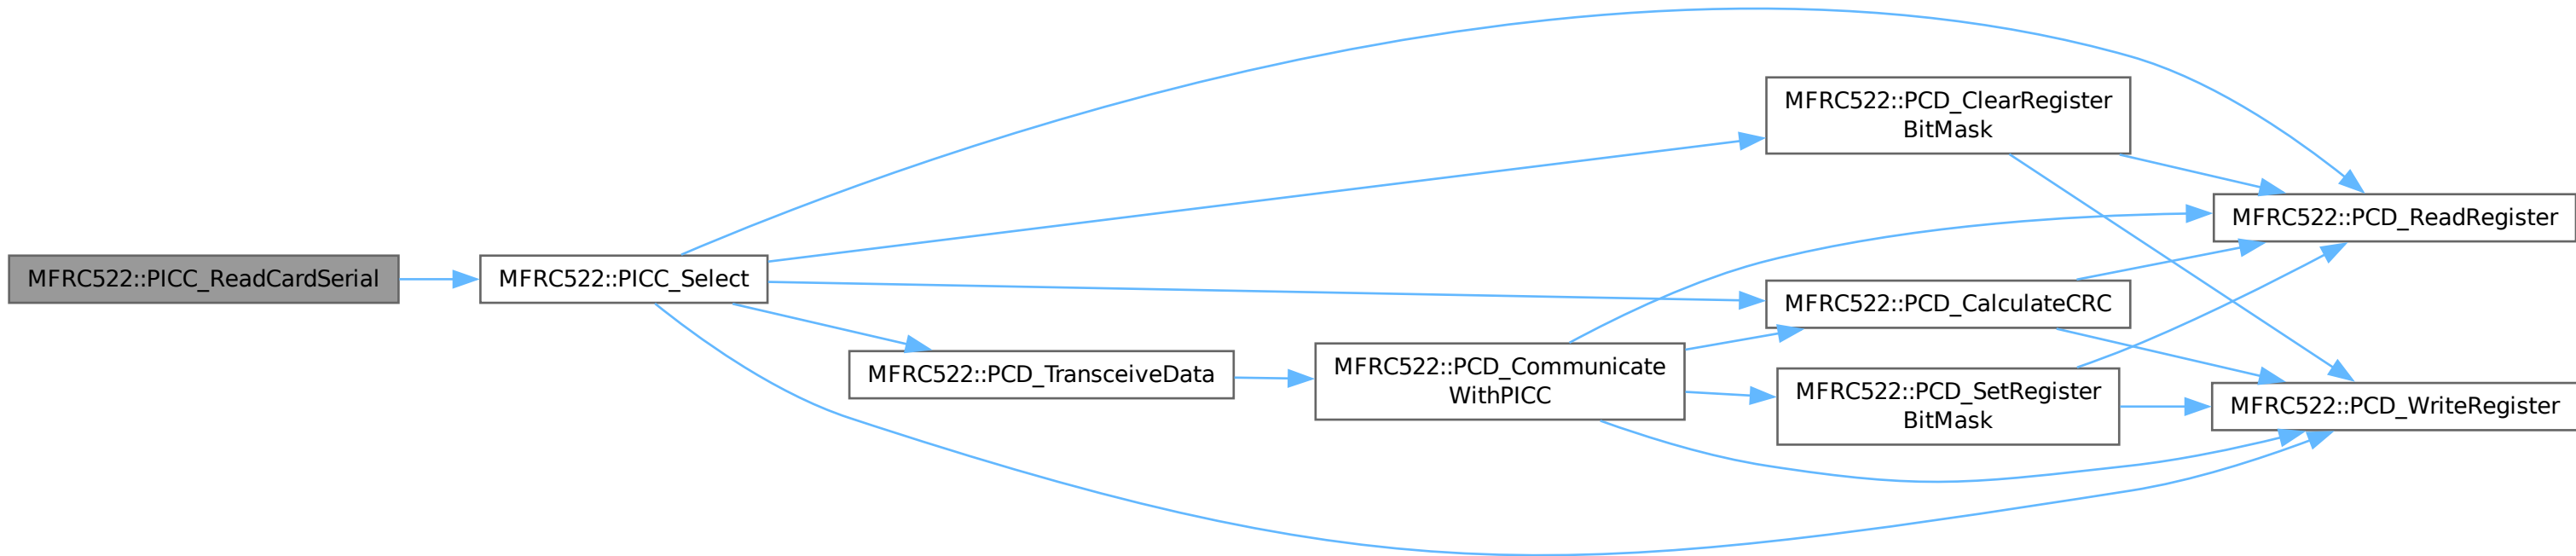 MFRC522::PICC_ReadCardSerial
MFRC522::PICC_Select
MFRC522::PCD_TransceiveData
MFRC522::PCD_Communicate
WithPICC
MFRC522::PCD_ClearRegister
BitMask
MFRC522::PCD_CalculateCRC
MFRC522::PCD_SetRegister
BitMask
MFRC522::PCD_ReadRegister
MFRC522::PCD_WriteRegister